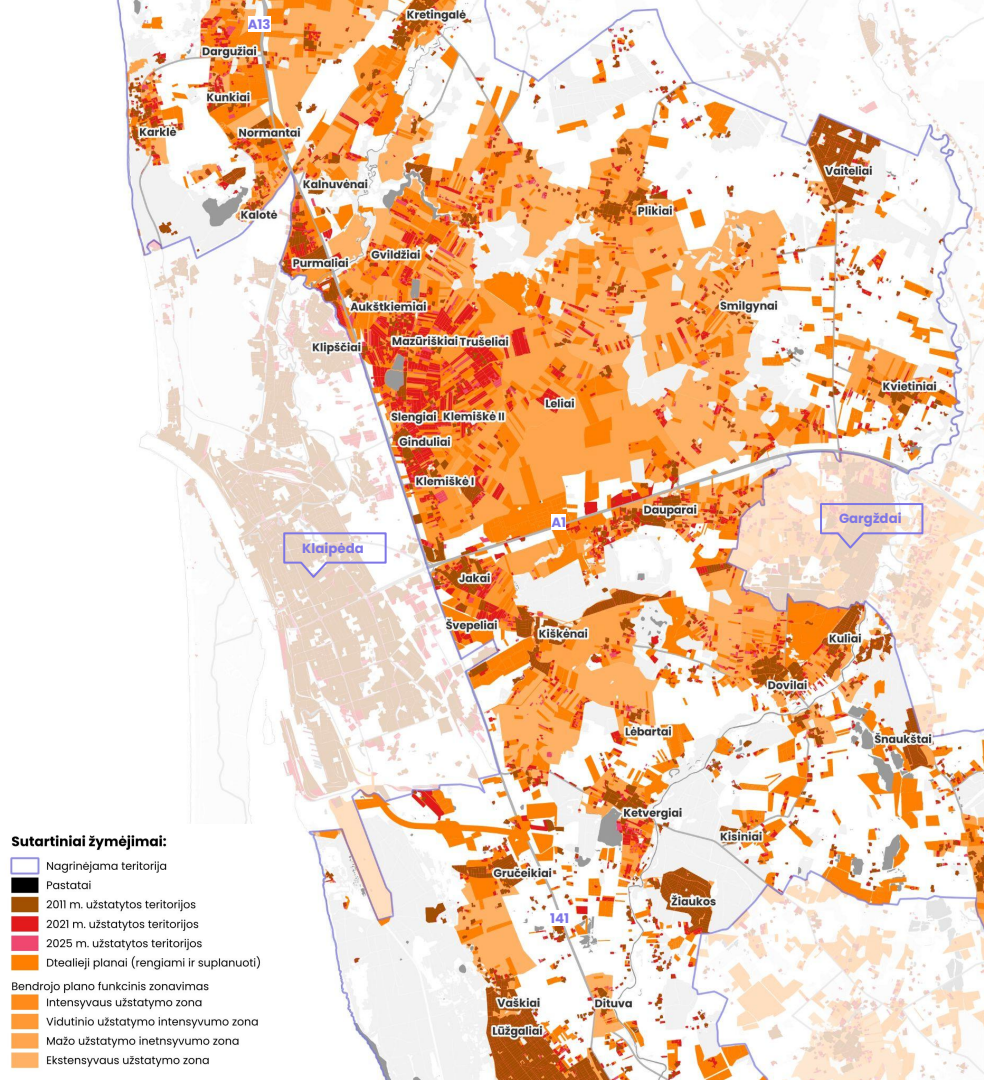 Kretingalė
A13
Dargužiai
Kunkiai
Karklė
Normantai
Vaiteliai
Kalnuvėnai
Kalotė
Plikiai
Gvildžiai
Purmaliai
Aukštkiemiai
Smilgynai
Klipščiai
Mazūriškiai
Trušeliai
Kvietiniai
Leliai
Slengiai
Klemiškė II
Ginduliai
Klemiškė I
Dauparai
A1
Gargždai
Klaipėda
Jakai
Švepeliai
Kiškėnai
Kuliai
Dovilai
Lėbartai
Šnaukštai
Ketvergiai
Kisiniai
Gručeikiai
Žiaukos
141
Vaškiai
Dituva
Lūžgaliai
Sutartiniai žymėjimai:
Nagrinėjama teritorija
Pastatai
2011 m. užstatytos teritorijos
2021 m. užstatytos teritorijos
2025 m. užstatytos teritorijos
Dtealieji planai (rengiami ir suplanuoti)
Bendrojo plano funkcinis zonavimas
Intensyvaus užstatymo zona
Vidutinio užstatymo intensyvumo zona
Mažo užstatymo inetnsyvumo zona
Ekstensyvaus užstatymo zona